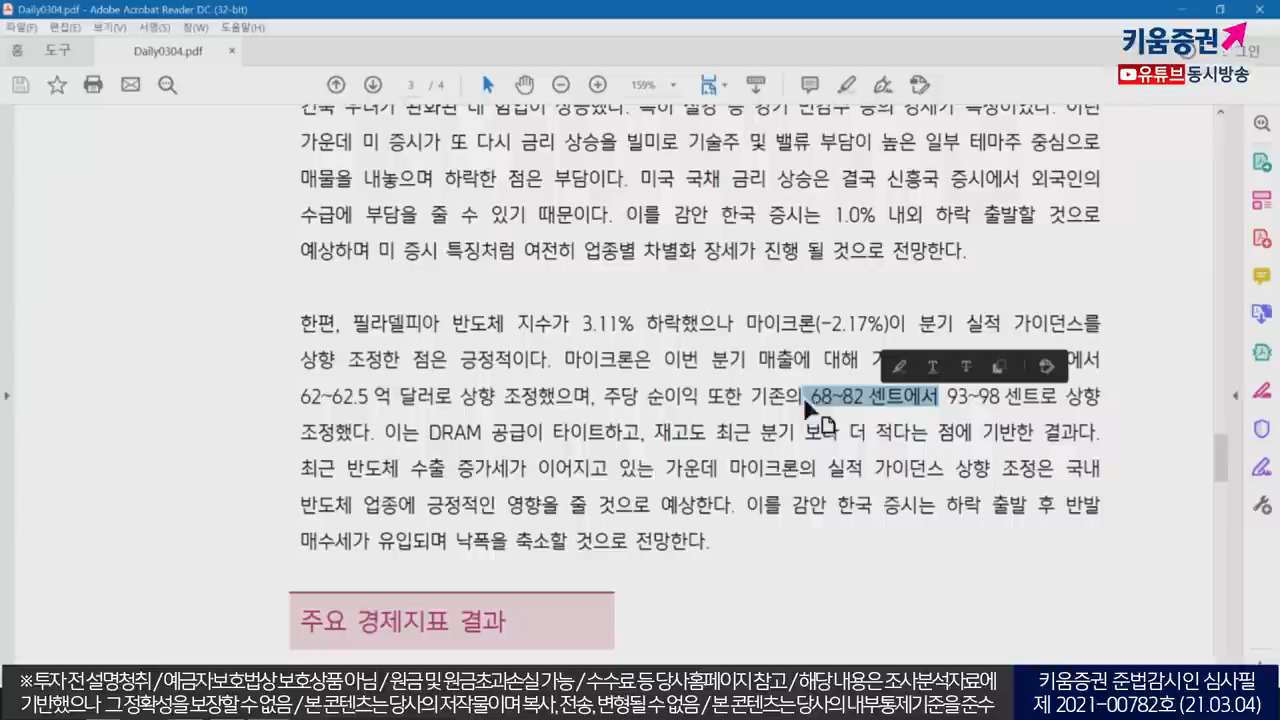 Daily0304.pdf - Adobe Acrobat Reader DC (32-bit)
파일(F) 편집(E) 보기(V) 서명(S) 창(W) 도움말(H)
홈 도구 Daily0304.pdf ×
키움증권
유튜브 동시방송
3 159%
가운데 미 증시가 또 다시 금리 상승을 빌미로 기술주 및 밸류 부담이 높은 일부 테마주 중심으로
매물을 내놓으며 하락한 점은 부담이다. 미국 국채 금리 상승은 결국 신흥국 증시에서 외국인의
수급에 부담을 줄 수 있기 때문이다. 이를 감안 한국 증시는 1.0% 내외 하락 출발할 것으로
예상하며 미 증시 특징처럼 여전히 업종별 차별화 장세가 진행 될 것으로 전망한다.
한편, 필라델피아 반도체 지수가 3.11% 하락했으나 마이크론(-2.17%)이 분기 실적 가이던스를
상향 조정한 점은 긍정적이다. 마이크론은 이번 분기 매출에 대해 에서
62~62.5 억 달러로 상향 조정했으며, 주당 순이익 또한 기존의 68~82 센트에서 93~98 센트로 상향
조정했다. 이는 DRAM 공급이 타이트하고, 재고도 최근 분기 보다 더 적다는 점에 기반한 결과다.
최근 반도체 수출 증가세가 이어지고 있는 가운데 마이크론의 실적 가이던스 상향 조정은 국내
반도체 업종에 긍정적인 영향을 줄 것으로 예상한다. 이를 감안 한국 증시는 하락 출발 후 반발
매수세가 유입되며 낙폭을 축소할 것으로 전망한다.
주요 경제지표 결과
※ 투자 전 설명청취 / 예금자보호법상 보호상품 아님 / 원금 및 원금초과손실 가능 / 수수료 등 당사홈페이지 참고 / 해당 내용은 조사분석자료에
기반했으나 그 정확성을 보장할 수 없음 / 본 콘텐츠는 당사의 저작물이며 복사, 전송, 변형될 수 없음 / 본 콘텐츠는 당사의 내부통제기준을 준수
키움증권 준법감시인 심사필
제 2021-00782호 (21.03.04)